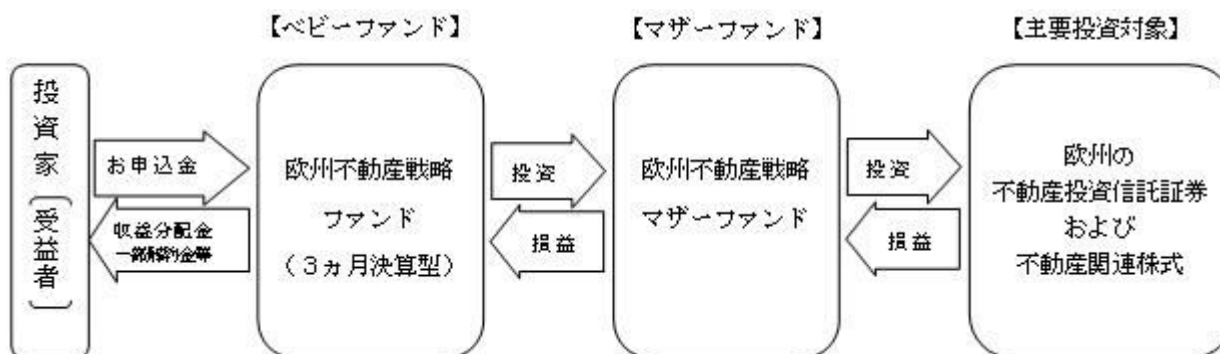 【ベビーファンド】
【マザーファンド】
【主要投資対象】
投資家(受益者)
お申込金
収益分配金
一部解約金等
欧州不動産戦略
ファンド
(3ヵ月決算型)
投資
損益
欧州不動産戦略
マザーファンド
投資
損益
欧州の
不動産投資信託証券
および
不動産関連株式